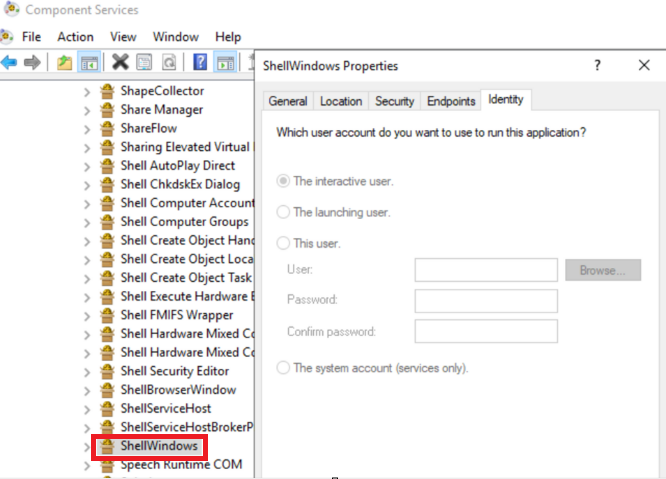 Component Services
File Action View Window Help
ShapeCollector
Share Manager
ShareFlow
Sharing Elevated Virtual
Shell AutoPlay Direct
Shell ChkdskEx Dialog
Shell Computer Account
Shell Computer Groups
Shell Create Object Hand
Shell Create Object Loca
Shell Create Object Task
Shell Execute Hardware E
Shell FMIFS Wrapper
Shell Hardware Mixed Co
Shell Hardware Mixed Co
Shell Security Editor
ShellBrowserWindow
ShellServiceHost
ShellServiceHostBrokerP
ShellWindows
Speech Runtime COM
ShellWindows Properties
General Location Security Endpoints Identity
Which user account do you want to use to run this application?
The interactive user.
The launching user.
This user.
User:
Browse...
Password:
Confirm password:
The system account (services only).